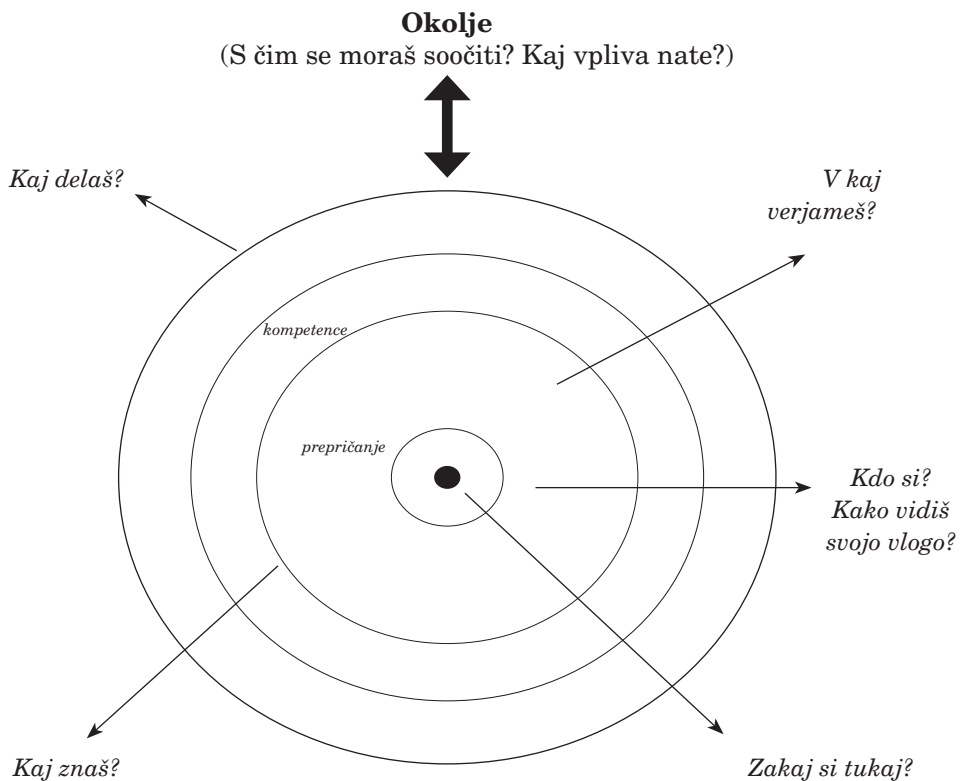 Okolje
(S čim se moraš soočiti? Kaj vpliva nate?)
Kaj delaš?
V kaj
verjameš?
kompetence
prepričanje
Kdo si?
Kako vidiš
svojo vlogo?
Kaj znaš?
Zakaj si tukaj?